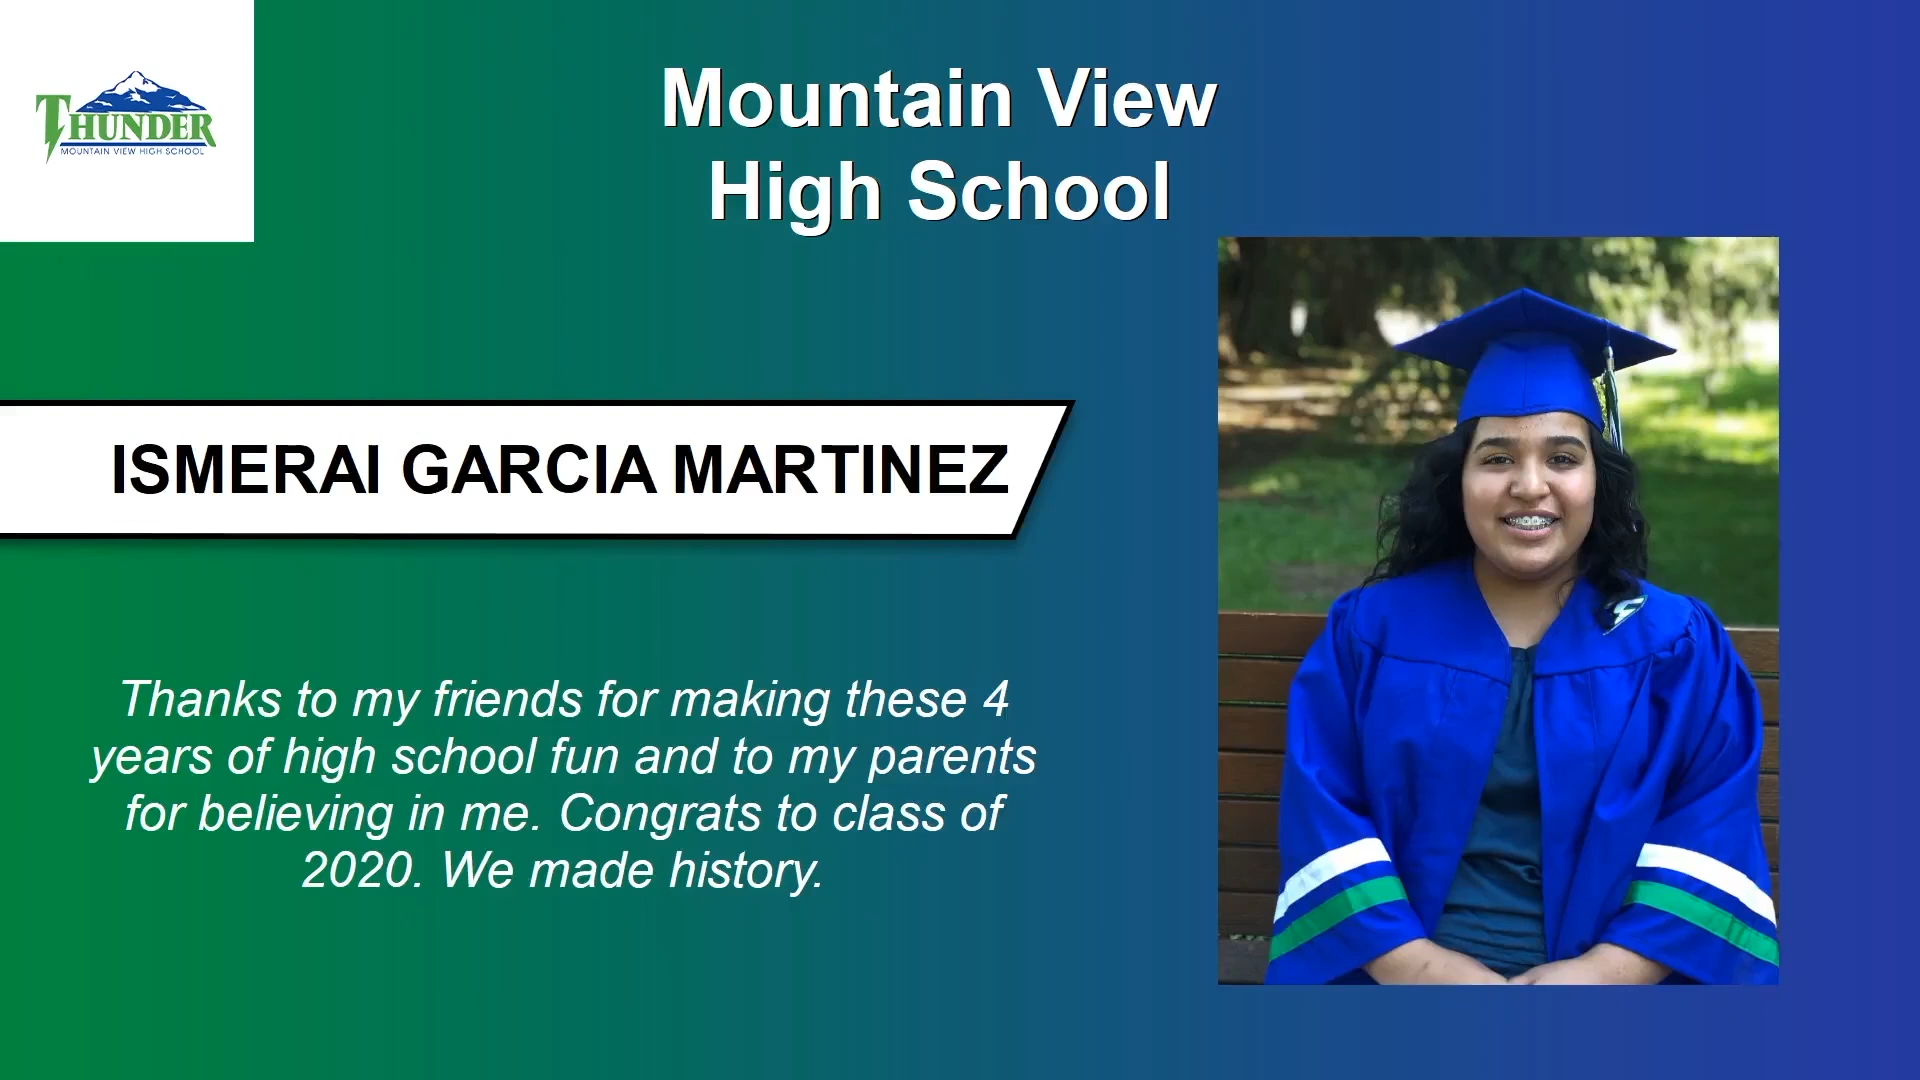 THUNDER
MOUNTAIN VIEW HIGH SCHOOL
Mountain View
High School
ISMERAI GARCIA MARTINEZ
Thanks to my friends for making these 4
years of high school fun and to my parents
for believing in me. Congrats to class of
2020. We made history.